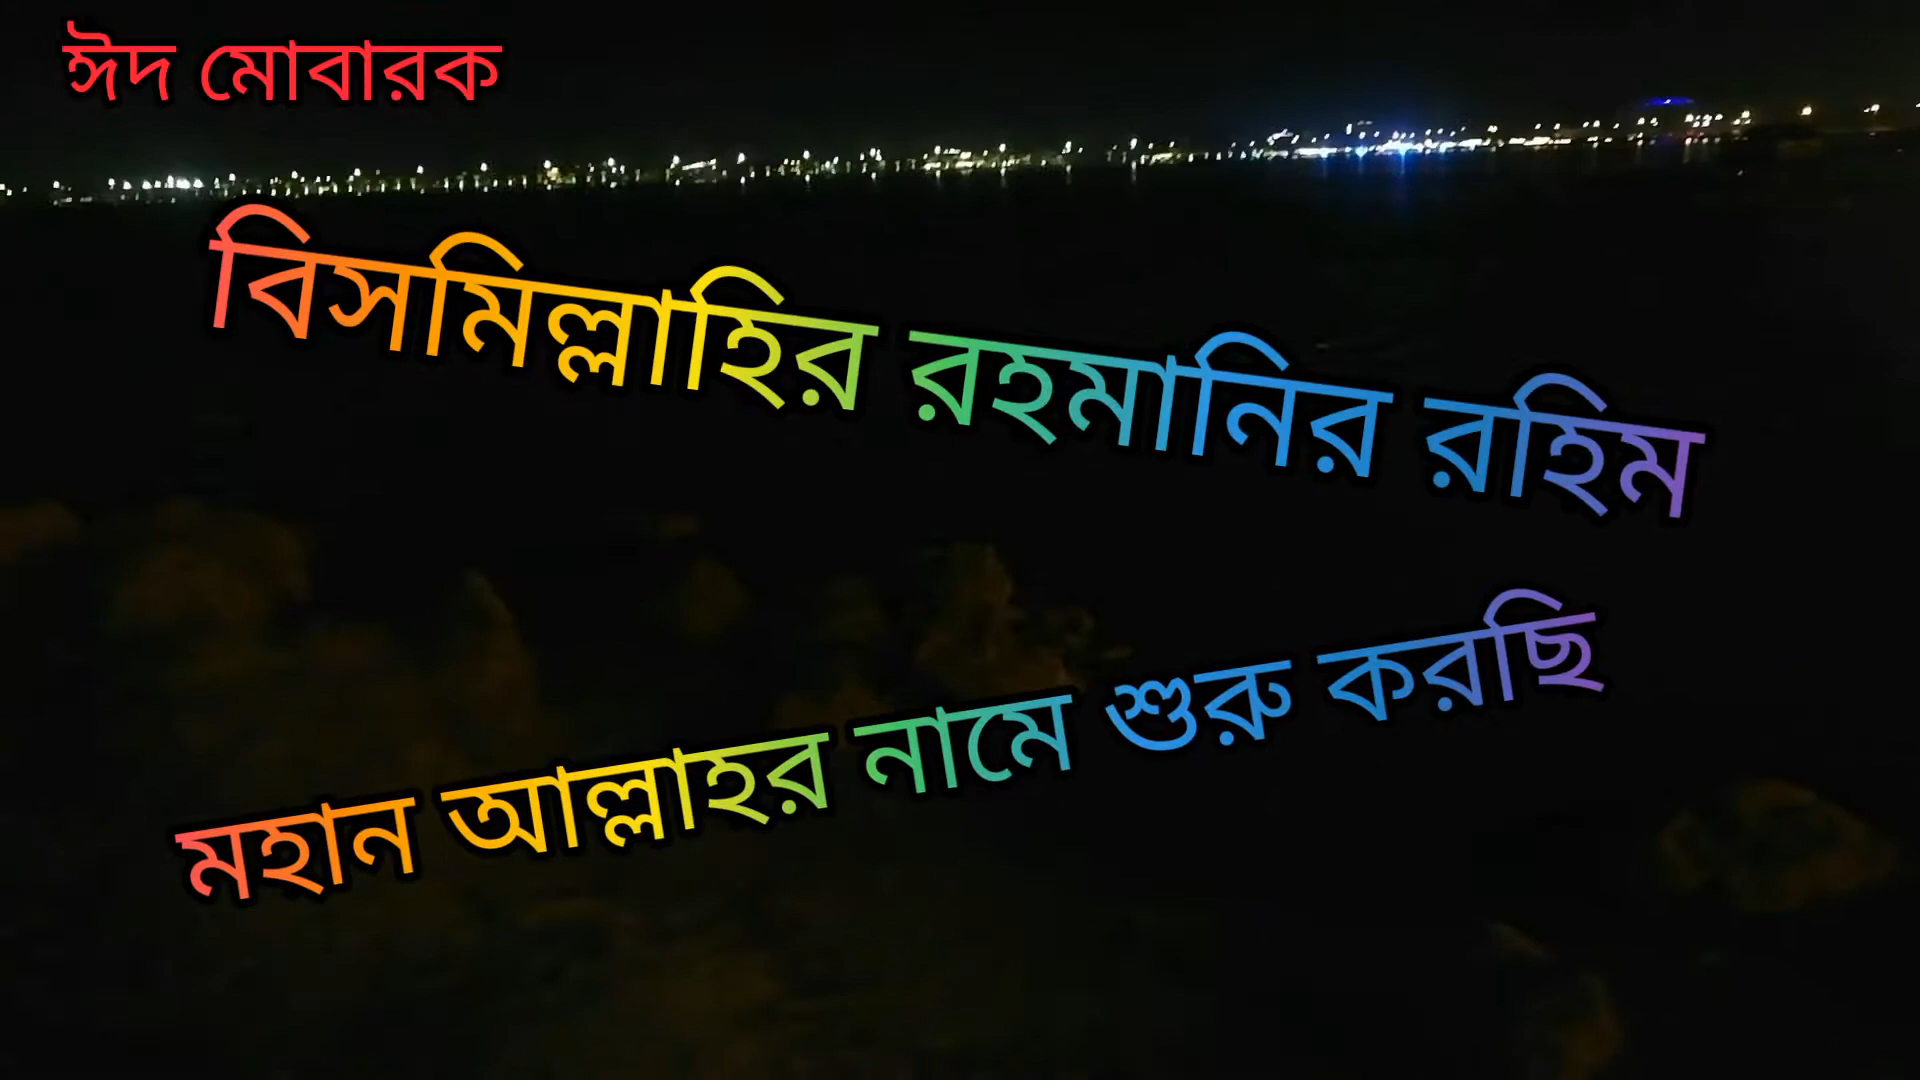 ঈদ মোবারক
বিসমিল্লাহির রহমানির রহিম
মহান আল্লাহর নামে শুরু করছি